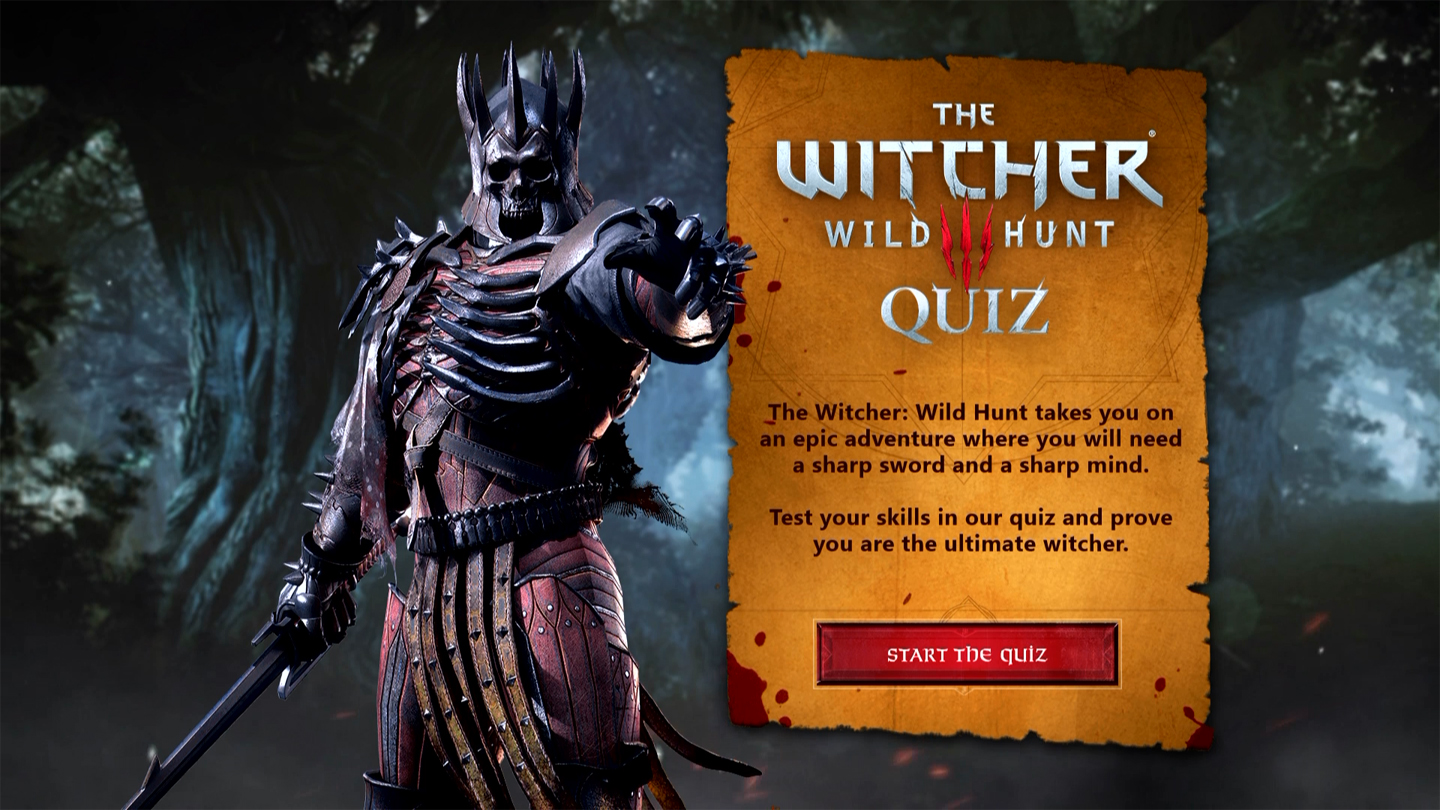 THE
WITCHER®
WILD HUNT
QUIZ
The Witcher: Wild Hunt takes you on
an epic adventure where you will need
a sharp sword and a sharp mind.
Test your skills in our quiz and prove
you are the ultimate witcher.
START THE QUIZ